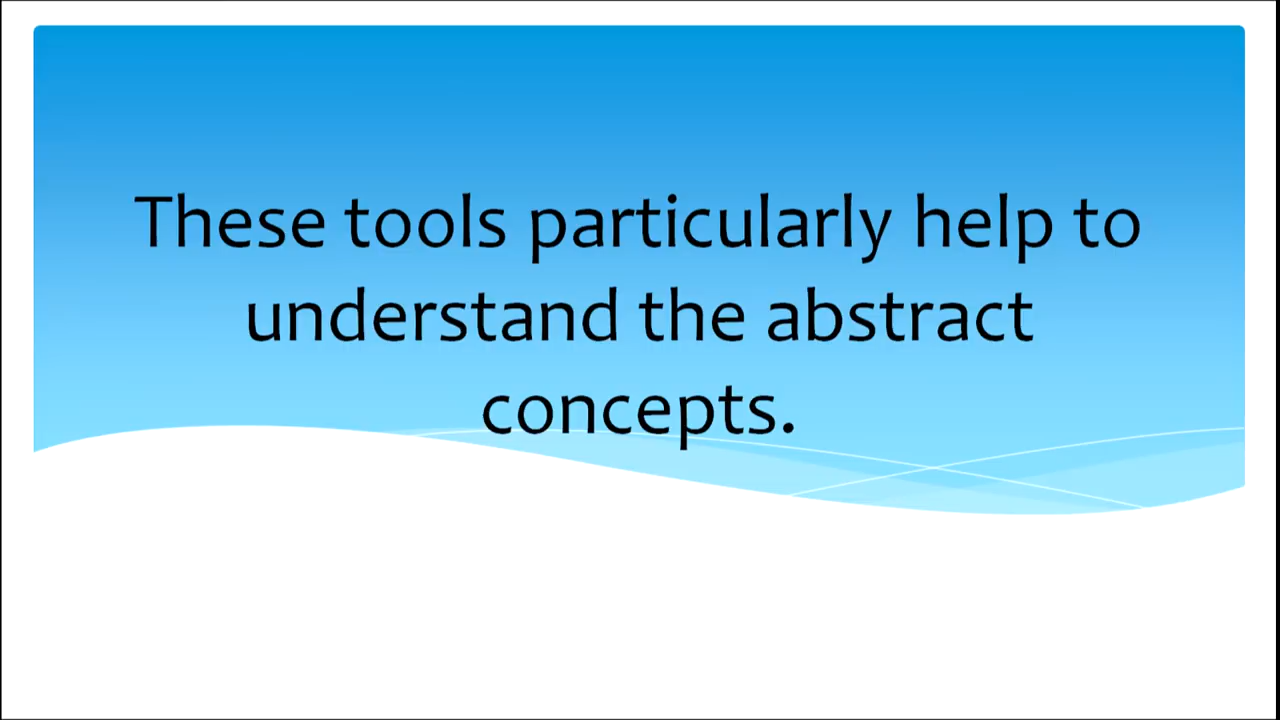 These tools particularly help to
understand the abstract
concepts.